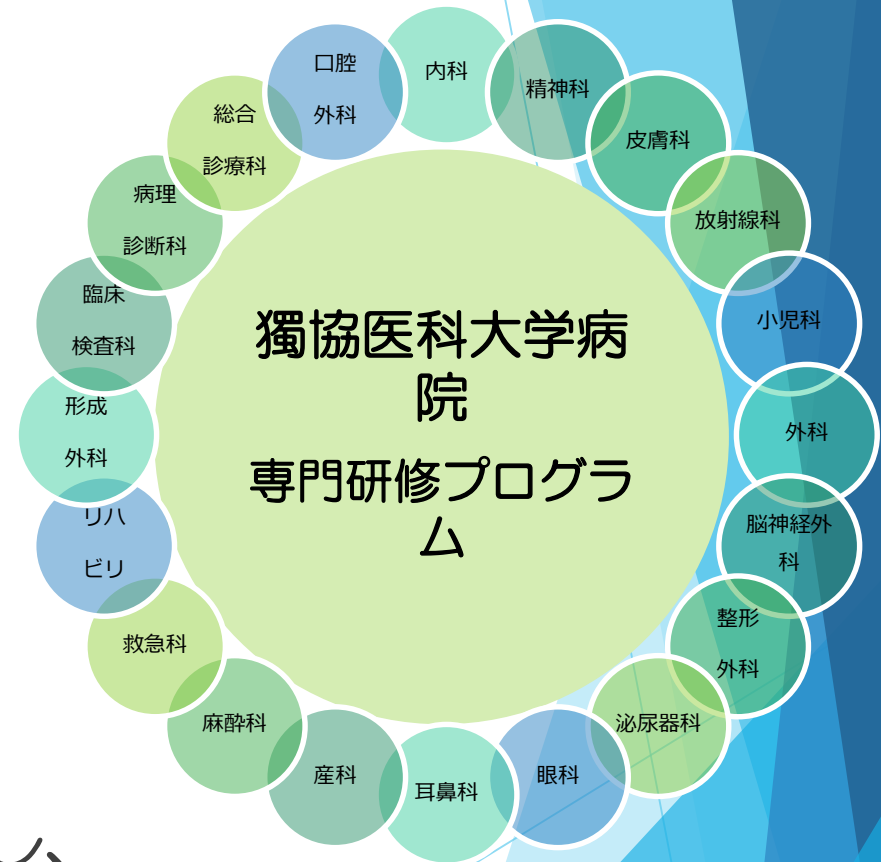 獨協医科大学病
院
専門研修プログラ
ム
内科
精神科
皮膚科
放射線科
小児科
外科
脳神経外
科
整形
外科
泌尿器科
眼科
耳鼻科
産科
麻酔科
救急科
リハ
ビリ
形成
外科
臨床
検査科
病理
診断科
総合
診療科
口腔
外科